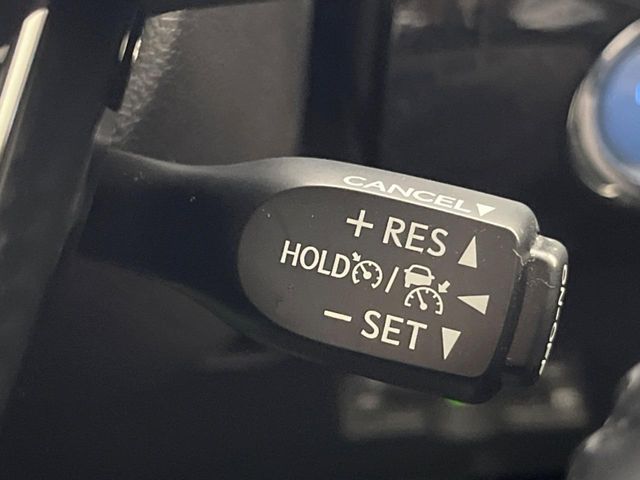 CANCEL▼
+ RES ▲
HOLD / ◀
− SET ▼